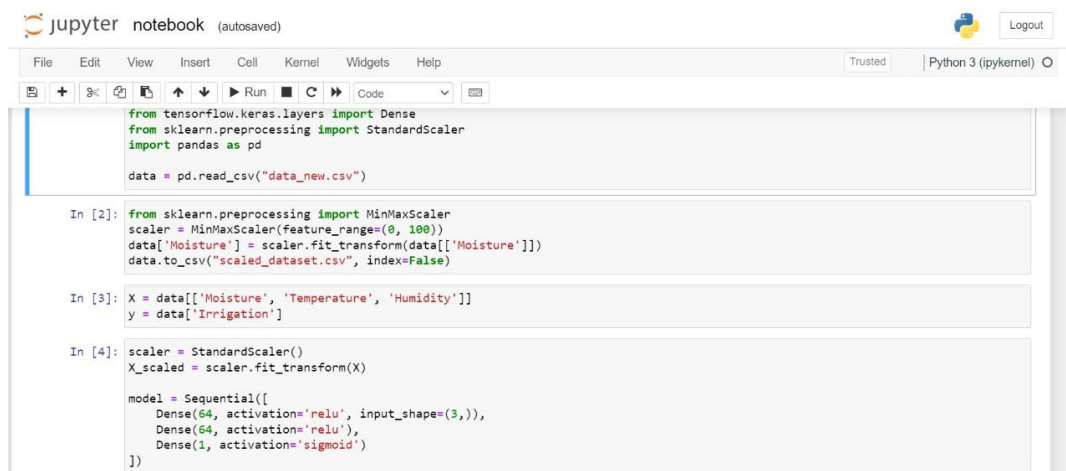 jupyter notebook (autosaved)
Logout
File Edit View Insert Cell Kernel Widgets Help
Trusted
Python 3 (ipykernel)
Run
Code
from tensorflow.keras.layers import Dense
from sklearn.preprocessing import StandardScaler
import pandas as pd
data = pd.read_csv("data_new.csv")
In [2]: from sklearn.preprocessing import MinMaxScaler
scaler = MinMaxScaler(feature_range=(0, 100))
data['Moisture'] = scaler.fit_transform(data[['Moisture']])
data.to_csv("scaled_dataset.csv", index=False)
In [3]: X = data[['Moisture', 'Temperature', 'Humidity']]
y = data['Irrigation']
In [4]: scaler = StandardScaler()
X_scaled = scaler.fit_transform(X)
model = Sequential([
    Dense(64, activation='relu', input_shape=(3,)),
    Dense(64, activation='relu'),
    Dense(1, activation='sigmoid')
])